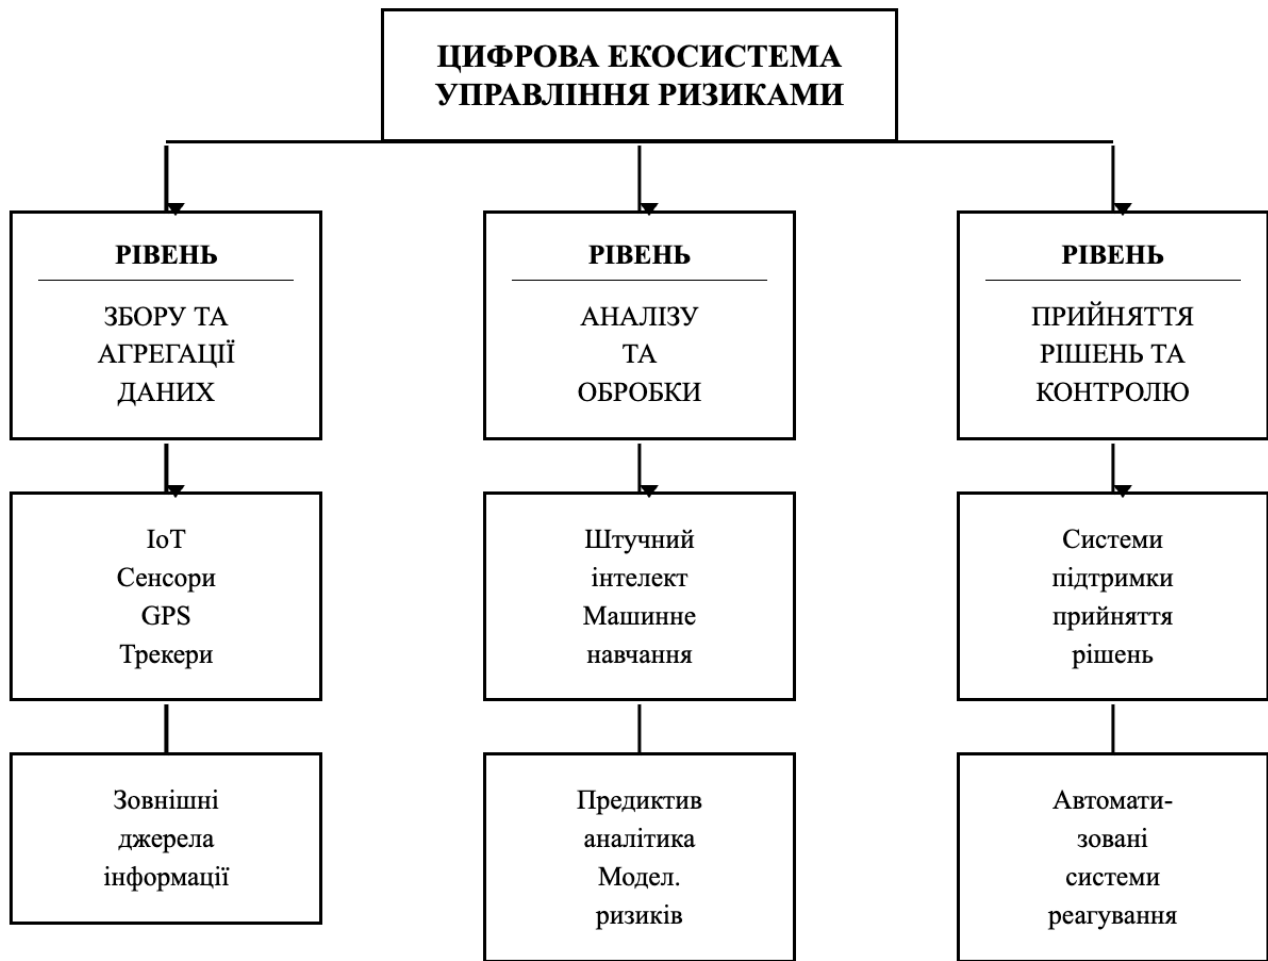 ЦИФРОВА ЕКОСИСТЕМА
УПРАВЛІННЯ РИЗИКАМИ
РІВЕНЬ
ЗБОРУ ТА
АГРЕГАЦІЇ
ДАНИХ
РІВЕНЬ
АНАЛІЗУ
ТА
ОБРОБКИ
РІВЕНЬ
ПРИЙНЯТТЯ
РІШЕНЬ ТА
КОНТРОЛЮ
IoT
Сенсори
GPS
Трекери
Штучний
інтелект
Машинне
навчання
Системи
підтримки
прийняття
рішень
Зовнішні
джерела
інформації
Предиктив
аналітика
Модел.
ризиків
Автомати-
зовані
системи
реагування